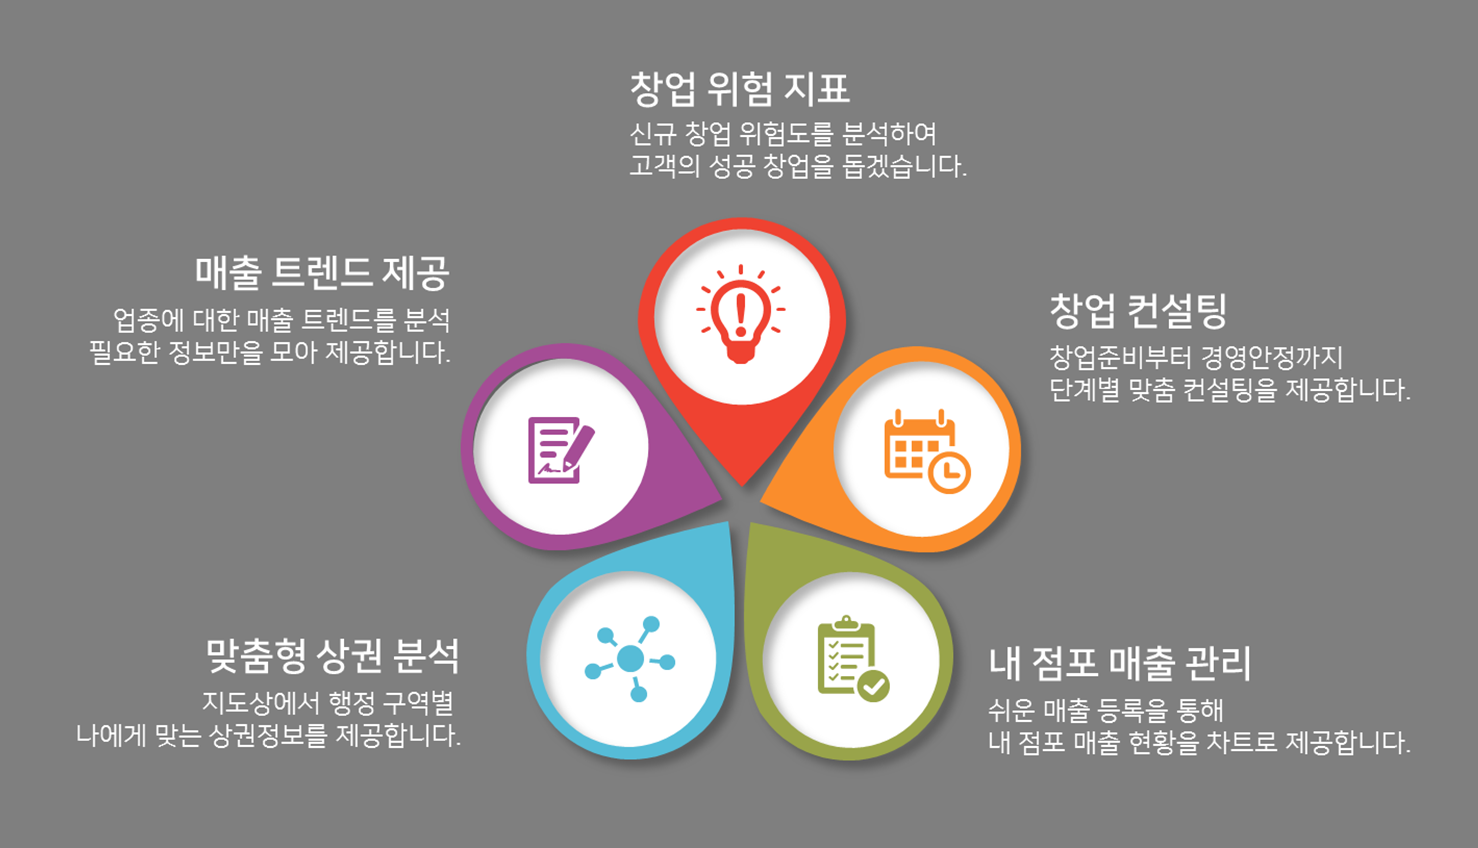 창업 위험 지표
신규 창업 위험도를 분석하여
고객의 성공 창업을 돕겠습니다.
매출 트렌드 제공
업종에 대한 매출 트렌드를 분석
필요한 정보만을 모아 제공합니다.
창업 컨설팅
창업준비부터 경영안정까지
단계별 맞춤 컨설팅을 제공합니다.
맞춤형 상권 분석
지도상에서 행정 구역별
나에게 맞는 상권정보를 제공합니다.
내 점포 매출 관리
쉬운 매출 등록을 통해
내 점포 매출 현황을 차트로 제공합니다.